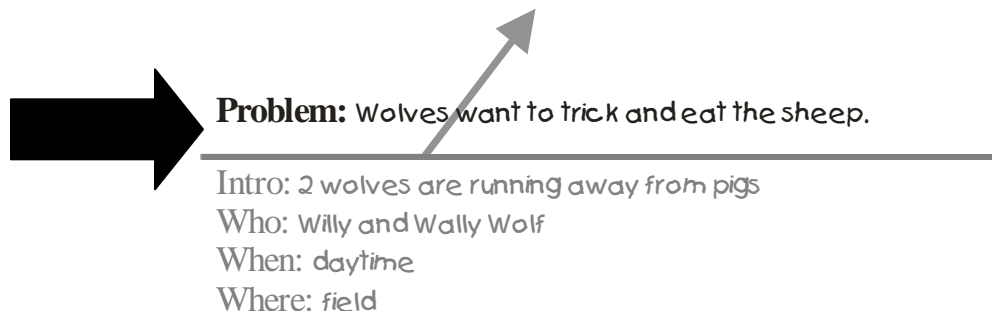 Problem: Wolves want to trick and eat the sheep.
Intro: 2 wolves are running away from pigs
Who: Willy and Wally Wolf
When: daytime
Where: field